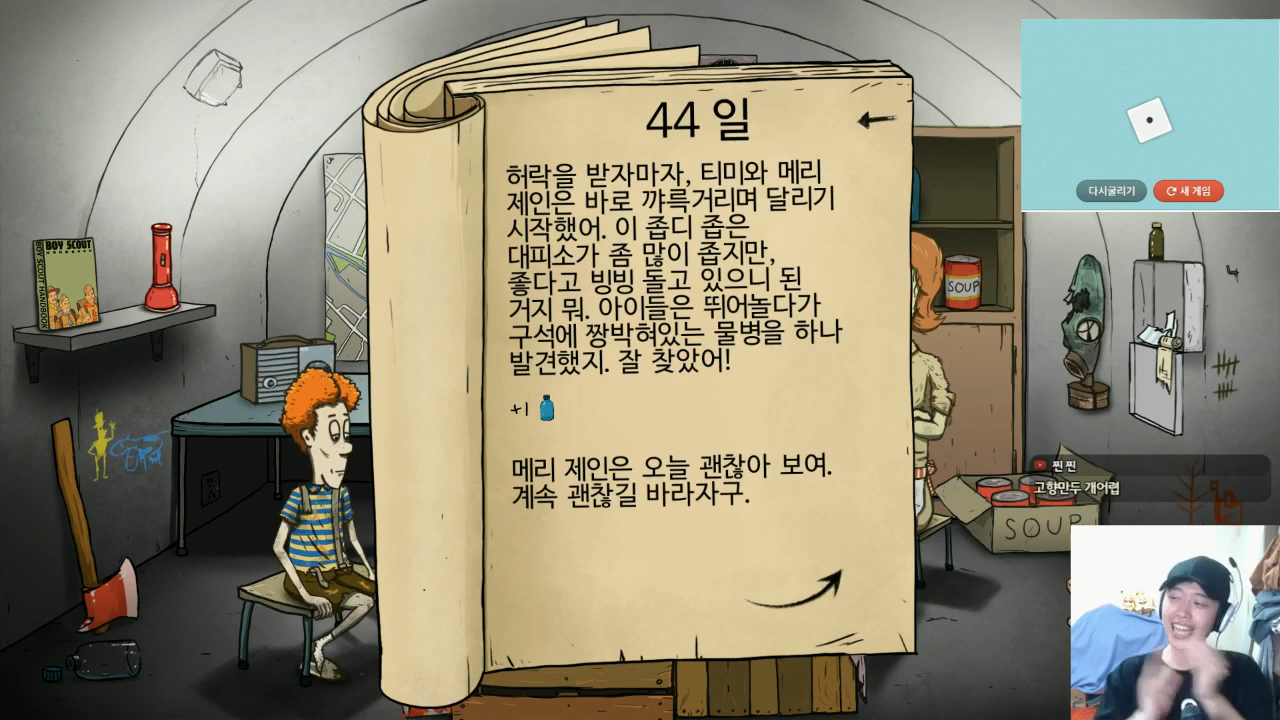 44 일
허락을 받자마자, 티미와 메리
제인은 바로 꺄륵거리며 달리기
시작했어. 이 좁디 좁은
대피소가 좀 많이 좁지만,
좋다고 빙빙 돌고 있으니 된
거지 뭐. 아이들은 뛰어놀다가
구석에 짱박혀있는 물병을 하나
발견했지. 잘 찾았어!
+1
메리 제인은 오늘 괜찮아 보여.
계속 괜찮길 바라자구.
BOY SCOUT
BOY SCOUT HANDBOOK
SOUP
SOUP
다시굴리기
새 게임
찐 찐
고향만두 개어렵